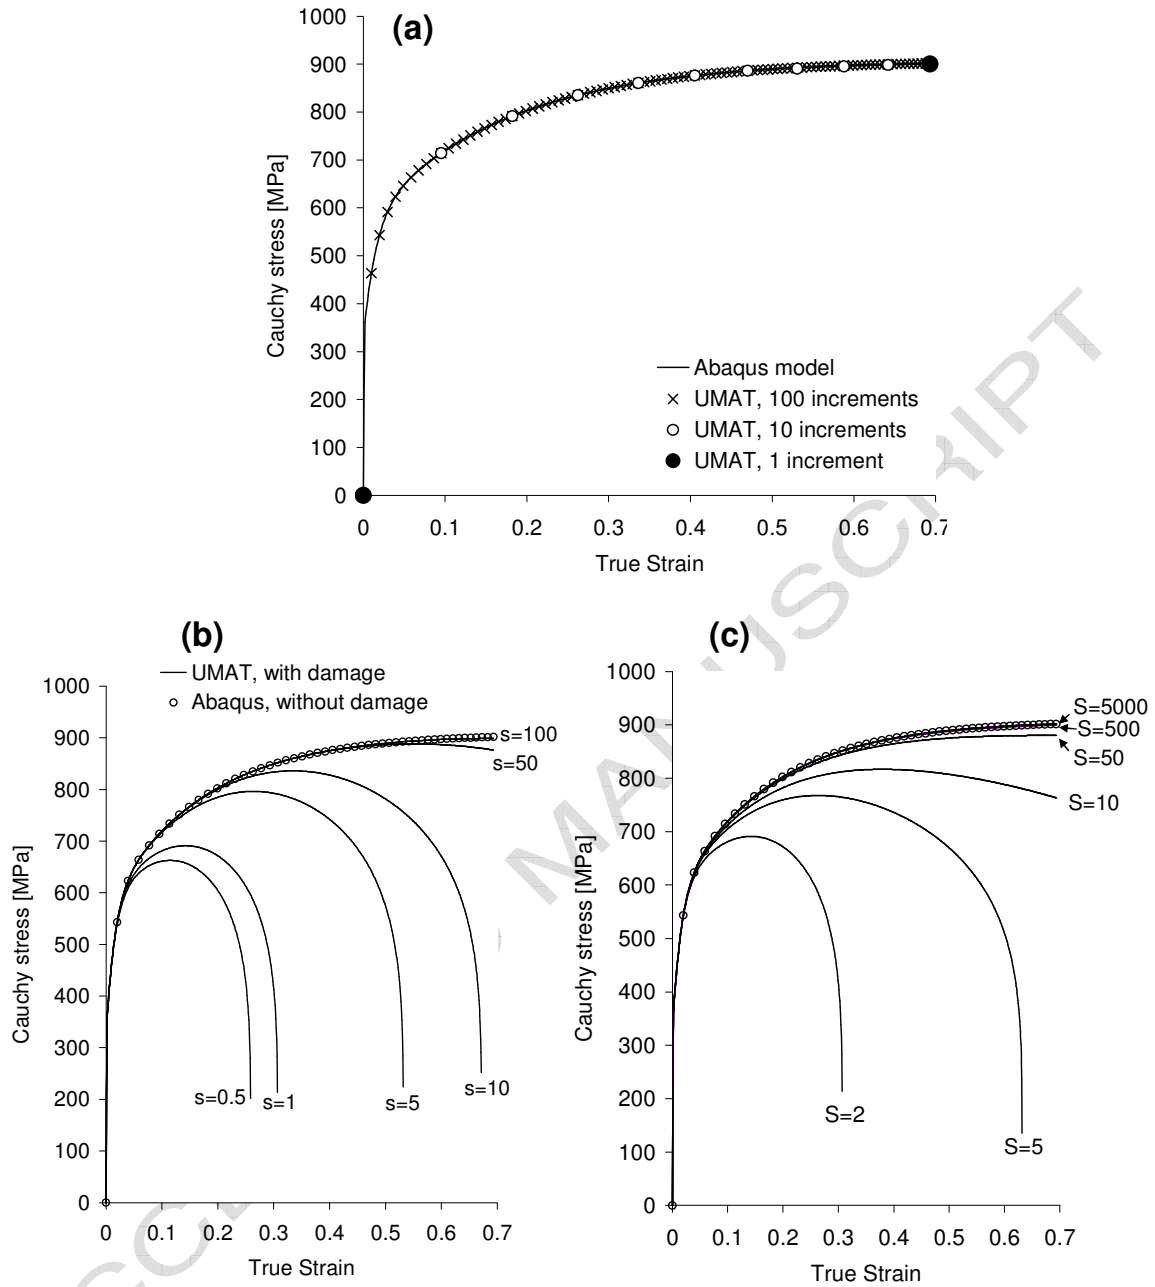 (a)
1000
900
800
700
600
500
400
300
200
100
0
Cauchy stress [MPa]
Abaqus model
UMAT, 100 increments
UMAT, 10 increments
UMAT, 1 increment
0 0.1 0.2 0.3 0.4 0.5 0.6 0.7
True Strain
(b)
UMAT, with damage
Abaqus, without damage
1000
900
800
700
600
500
400
300
200
100
0
Cauchy stress [MPa]
s=100
s=50
s=0.5
s=1
s=5
s=10
0 0.1 0.2 0.3 0.4 0.5 0.6 0.7
True Strain
(c)
1000
900
800
700
600
500
400
300
200
100
0
Cauchy stress [MPa]
S=5000
S=500
S=50
S=10
S=2
S=5
0 0.1 0.2 0.3 0.4 0.5 0.6 0.7
True Strain